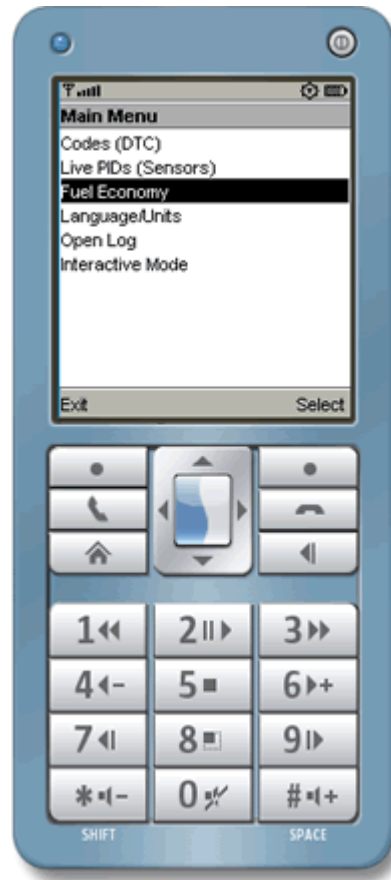 Main Menu
Codes (DTC)
Live PIDs (Sensors)
Fuel Economy
Language/Units
Open Log
Interactive Mode
Exit Select
1 2 3
4 - 5 6 +
7 8 9
* - 0 # +
SHIFT SPACE